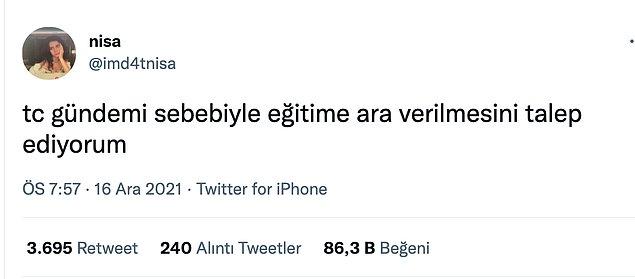 nisa
@imd4tnisa
tc gündemi sebebiyle eğitime ara verilmesini talep
ediyorum
ÖS 7:57 · 16 Ara 2021 · Twitter for iPhone
3.695 Retweet 240 Alıntı Tweetler 86,3 B Beğeni